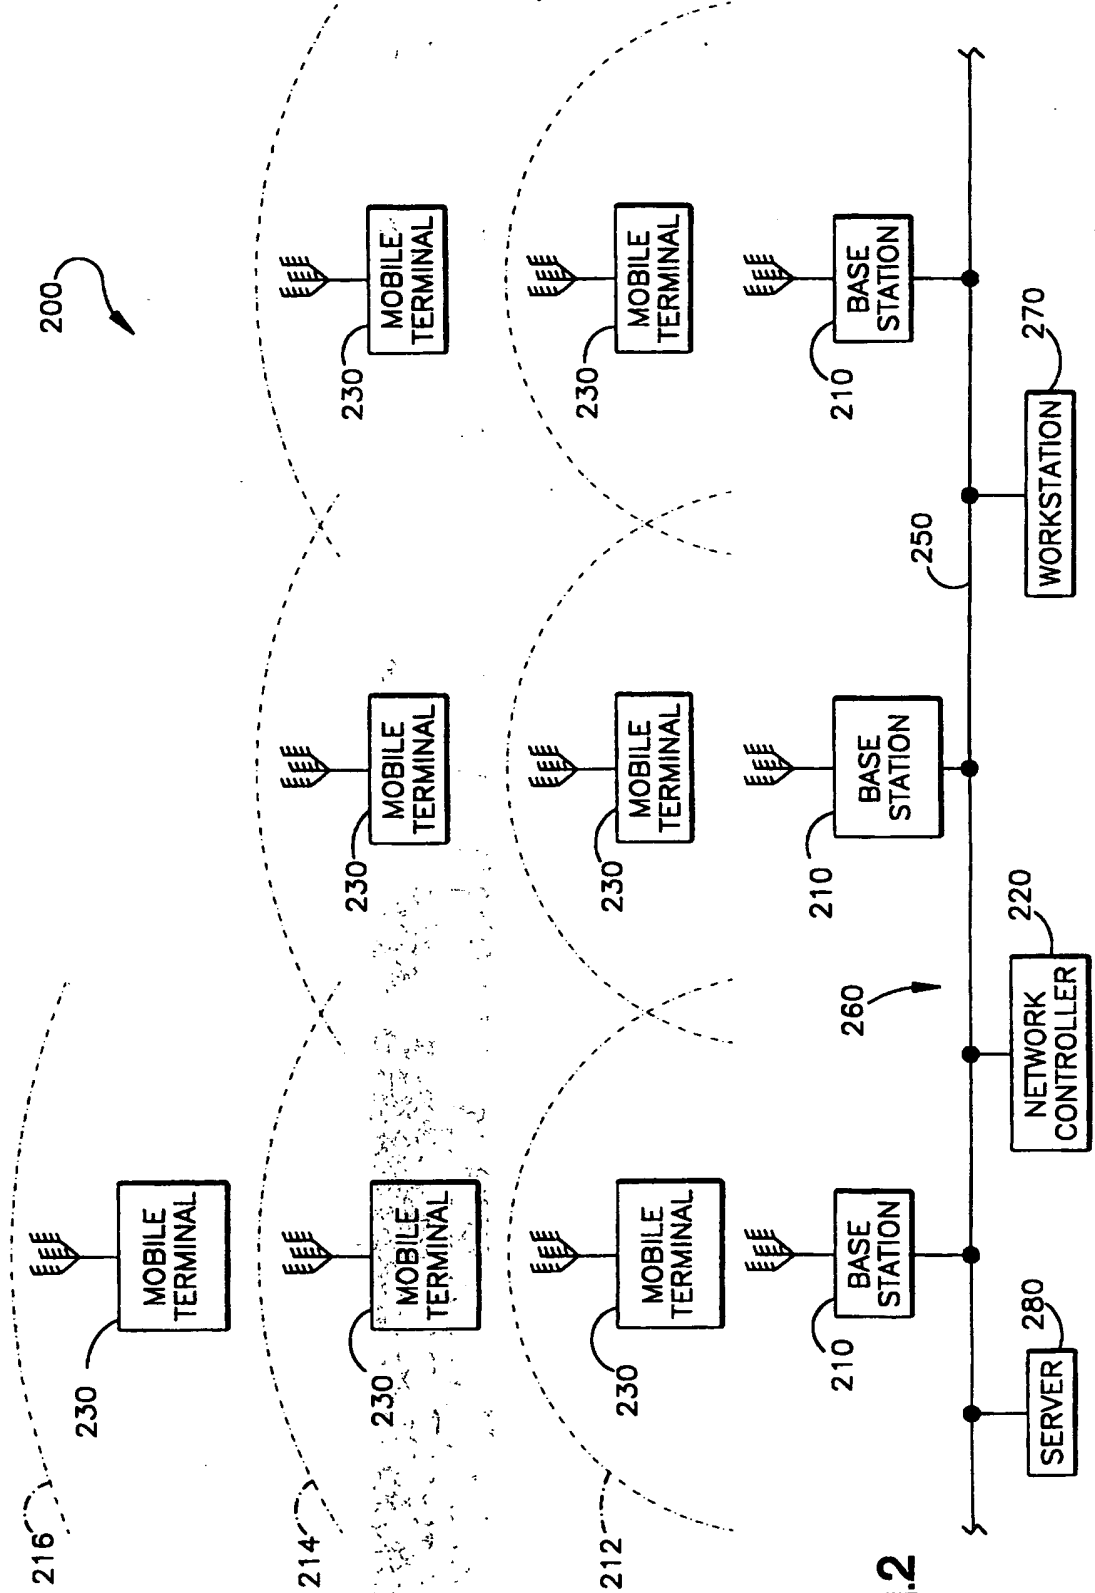 200
216
230
MOBILE
TERMINAL
214
230
MOBILE
TERMINAL
230
MOBILE
TERMINAL
230
MOBILE
TERMINAL
212
230
MOBILE
TERMINAL
230
MOBILE
TERMINAL
230
MOBILE
TERMINAL
210
BASE
STATION
210
BASE
STATION
210
BASE
STATION
260
250
280
SERVER
220
NETWORK
CONTROLLER
270
WORKSTATION
.2